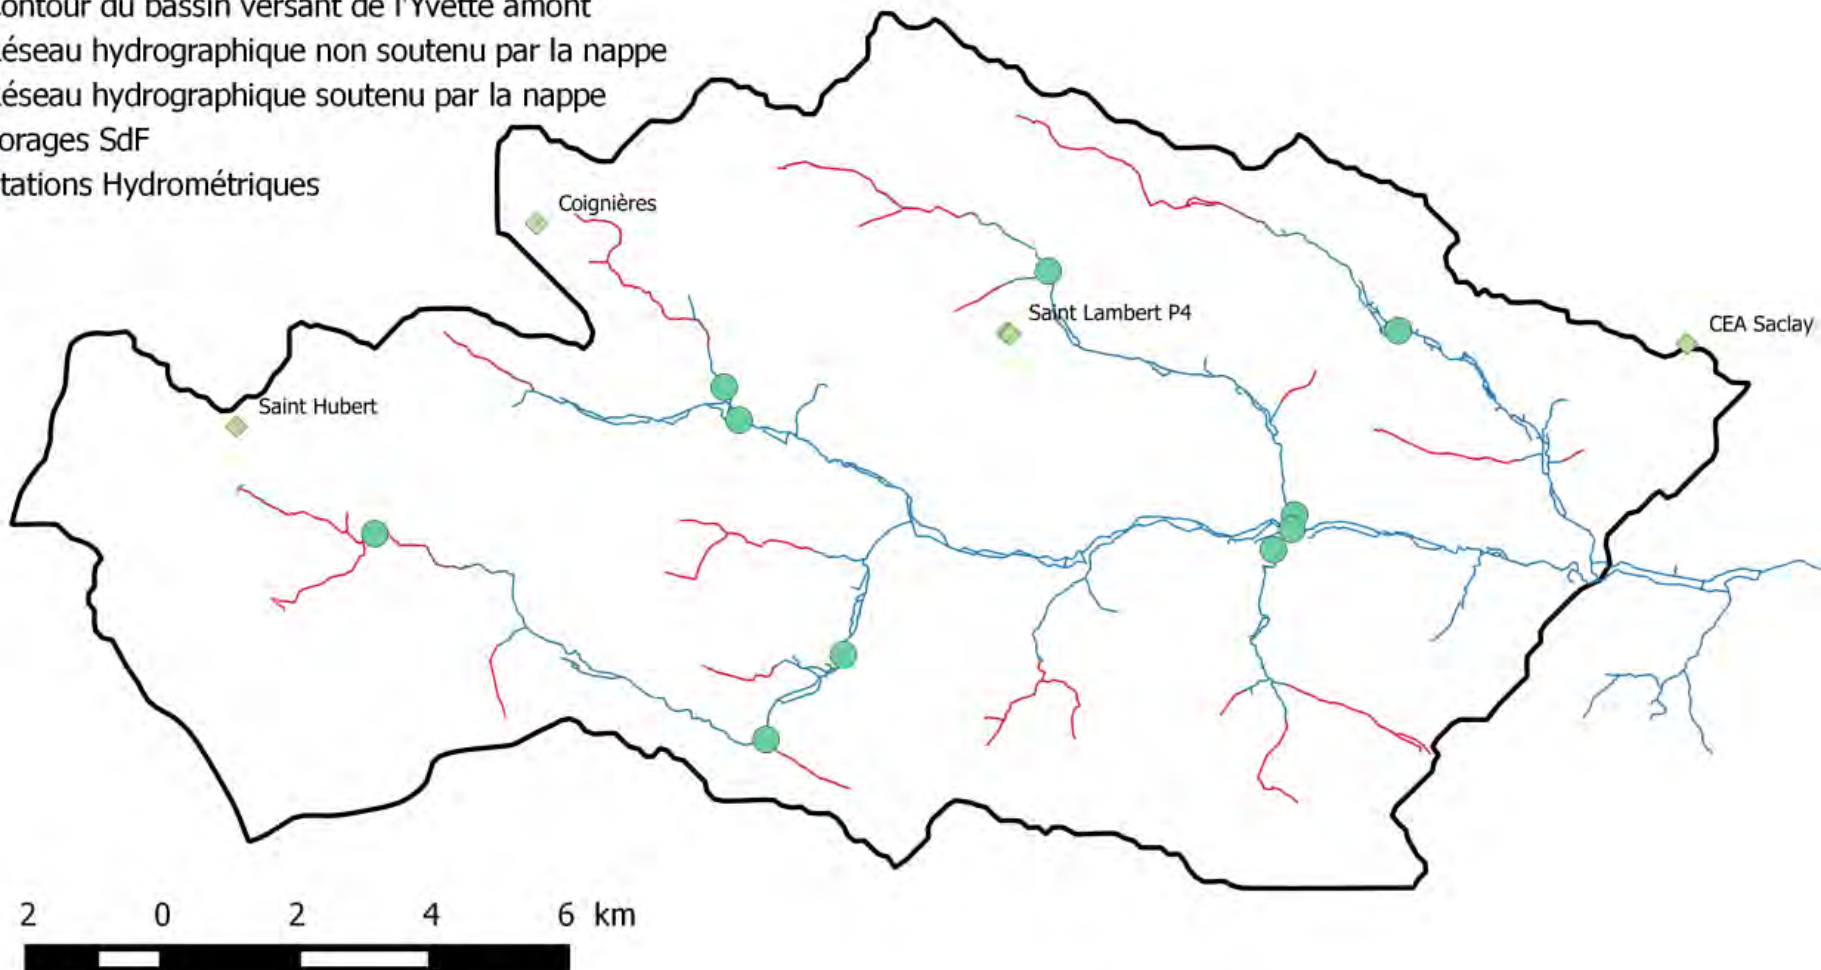 ontour du bassin versant de l'Yvette amont
éseau hydrographique non soutenu par la nappe
éseau hydrographique soutenu par la nappe
orages SdF
tations Hydrométriques
Coignières
Saint Lambert P4
CEA Saclay
Saint Hubert
2 0 2 4 6 km